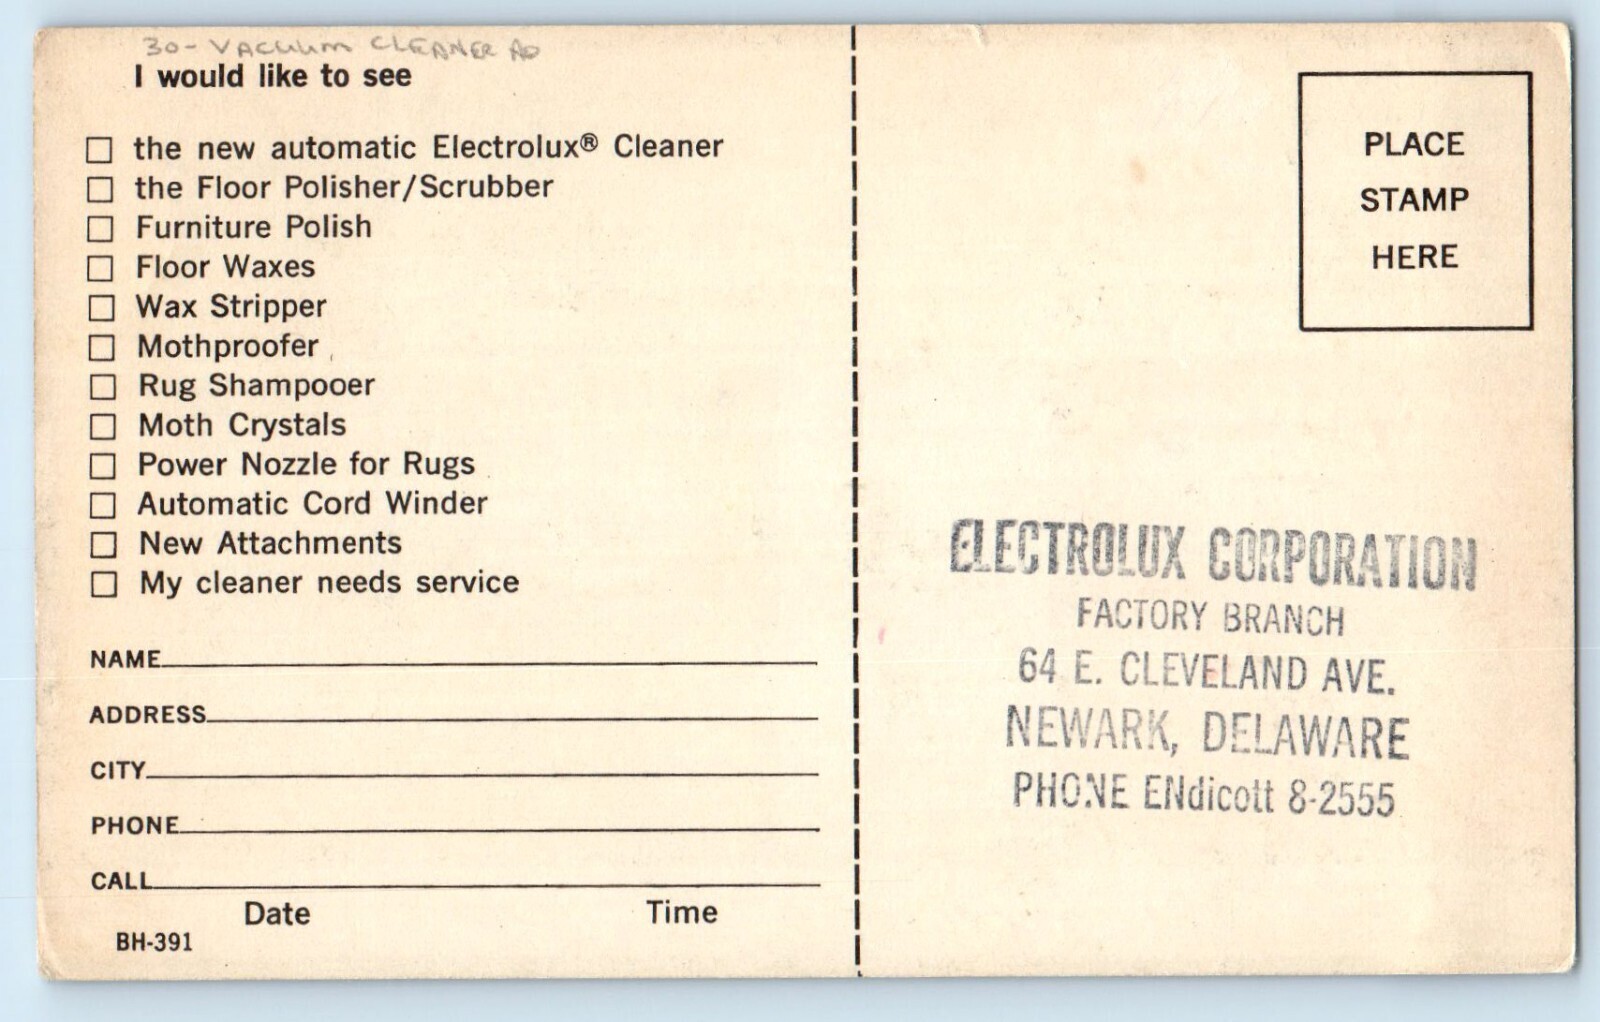 30- VACUUM CLEANER AD
I would like to see
☐ the new automatic Electrolux® Cleaner
☐ the Floor Polisher/Scrubber
☐ Furniture Polish
☐ Floor Waxes
☐ Wax Stripper
☐ Mothproofer
☐ Rug Shampooer
☐ Moth Crystals
☐ Power Nozzle for Rugs
☐ Automatic Cord Winder
☐ New Attachments
☐ My cleaner needs service
NAME
ADDRESS
CITY
PHONE
CALL
Date Time
BH-391
PLACE
STAMP
HERE
ELECTROLUX CORPORATION
FACTORY BRANCH
64 E. CLEVELAND AVE.
NEWARK, DELAWARE
PHONE ENdicott 8-2555